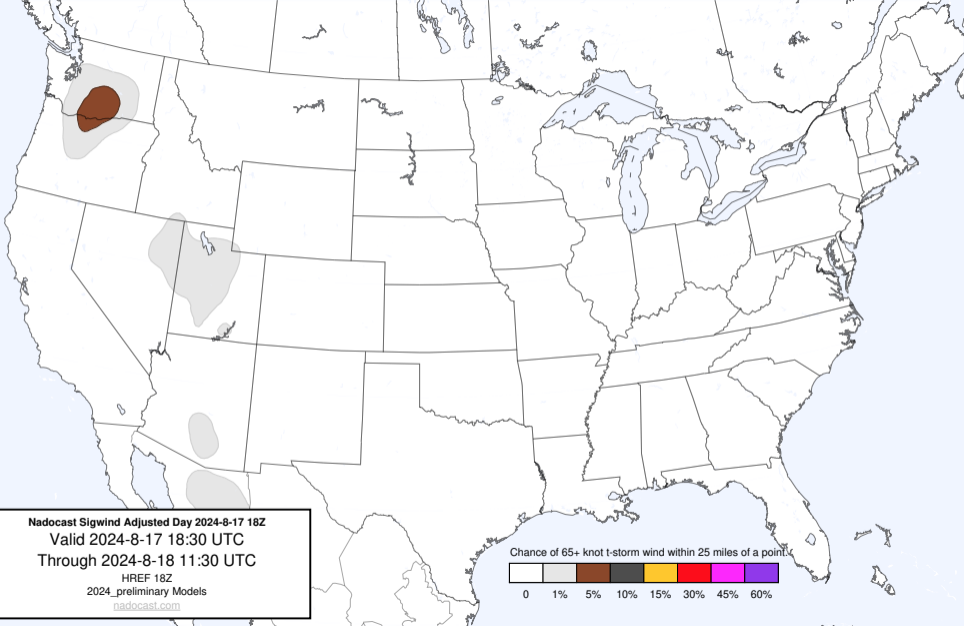 Nadocast Sigwind Adjusted Day 2024-8-17 18Z
Valid 2024-8-17 18:30 UTC
Through 2024-8-18 11:30 UTC
HREF 18Z
2024_preliminary Models
nadocast.com
Chance of 65+ knot t-storm wind within 25 miles of a point.
0 1% 5% 10% 15% 30% 45% 60%